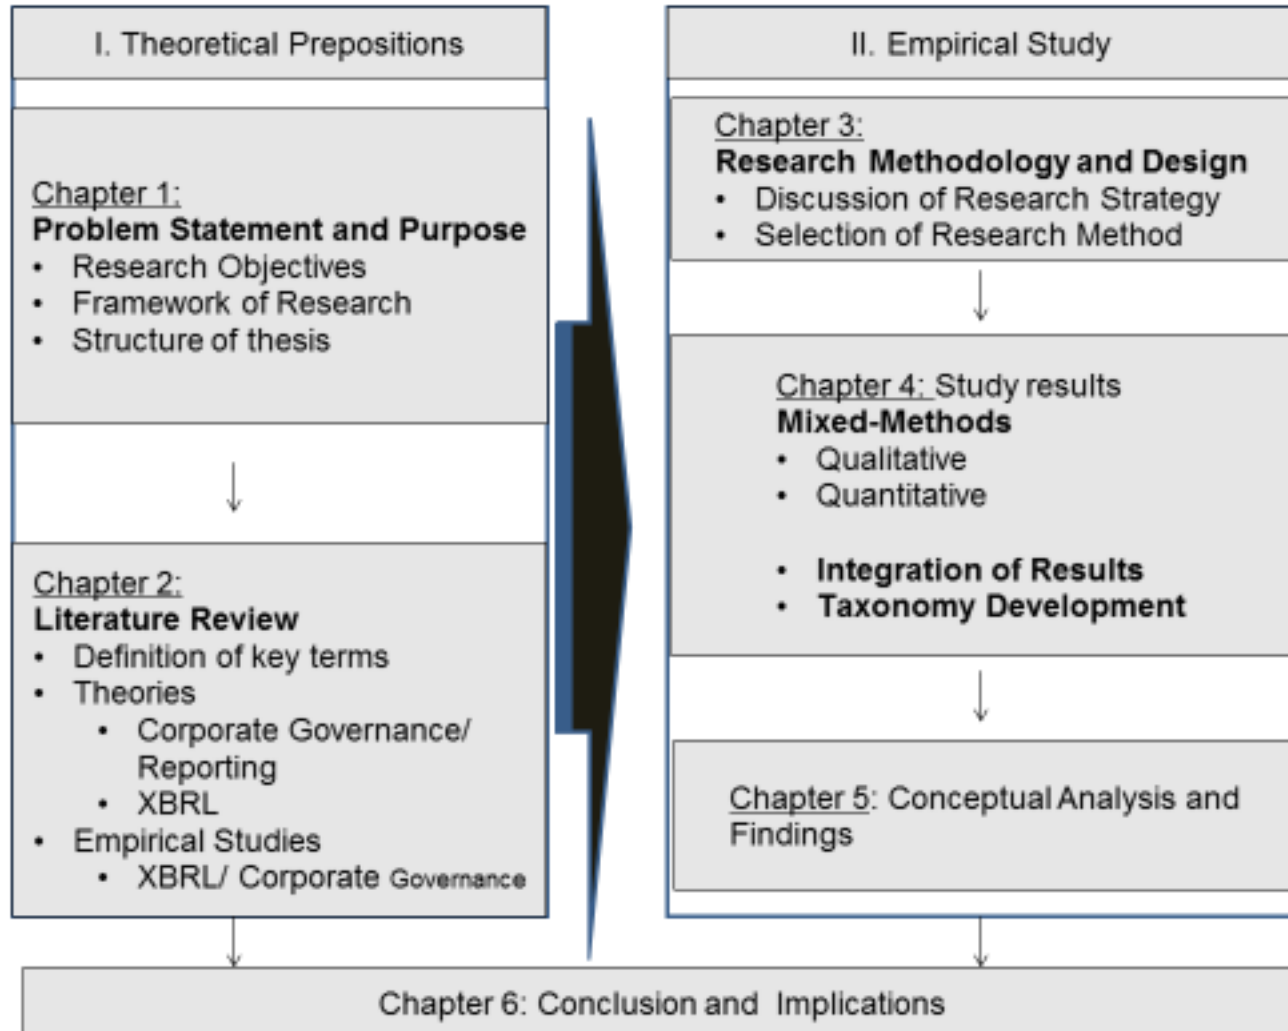 I. Theoretical Prepositions
Chapter 1:
Problem Statement and Purpose
• Research Objectives
• Framework of Research
• Structure of thesis
Chapter 2:
Literature Review
• Definition of key terms
• Theories
• Corporate Governance/
Reporting
• XBRL
• Empirical Studies
• XBRL/ Corporate Governance
II. Empirical Study
Chapter 3:
Research Methodology and Design
• Discussion of Research Strategy
• Selection of Research Method
Chapter 4: Study results
Mixed-Methods
• Qualitative
• Quantitative
• Integration of Results
• Taxonomy Development
Chapter 5: Conceptual Analysis and
Findings
Chapter 6: Conclusion and Implications